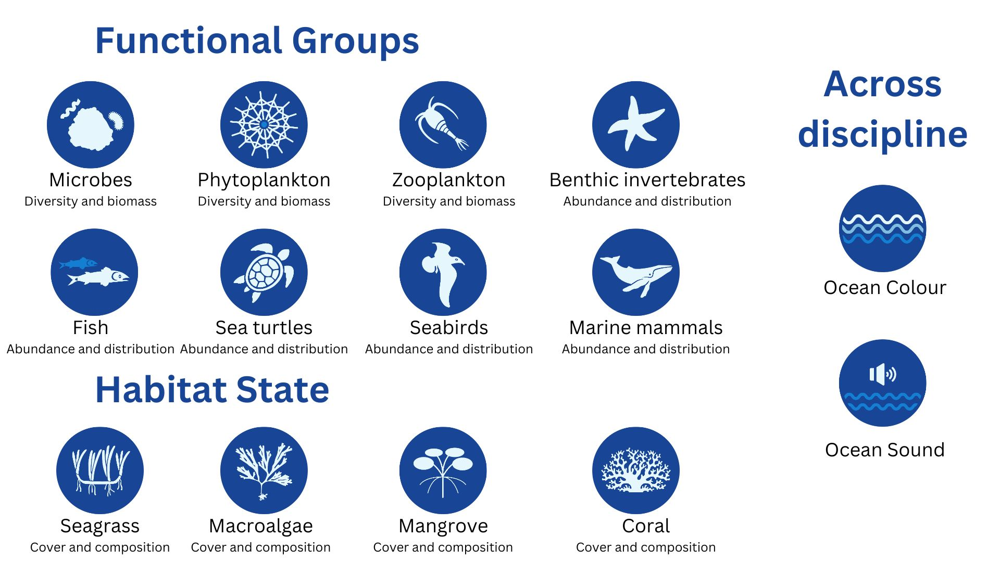 Functional Groups
Microbes
Diversity and biomass
Phytoplankton
Diversity and biomass
Zooplankton
Diversity and biomass
Benthic invertebrates
Abundance and distribution
Fish
Abundance and distribution
Sea turtles
Abundance and distribution
Seabirds
Abundance and distribution
Marine mammals
Abundance and distribution
Habitat State
Seagrass
Cover and composition
Macroalgae
Cover and composition
Mangrove
Cover and composition
Coral
Cover and composition
Across
discipline
Ocean Colour
Ocean Sound